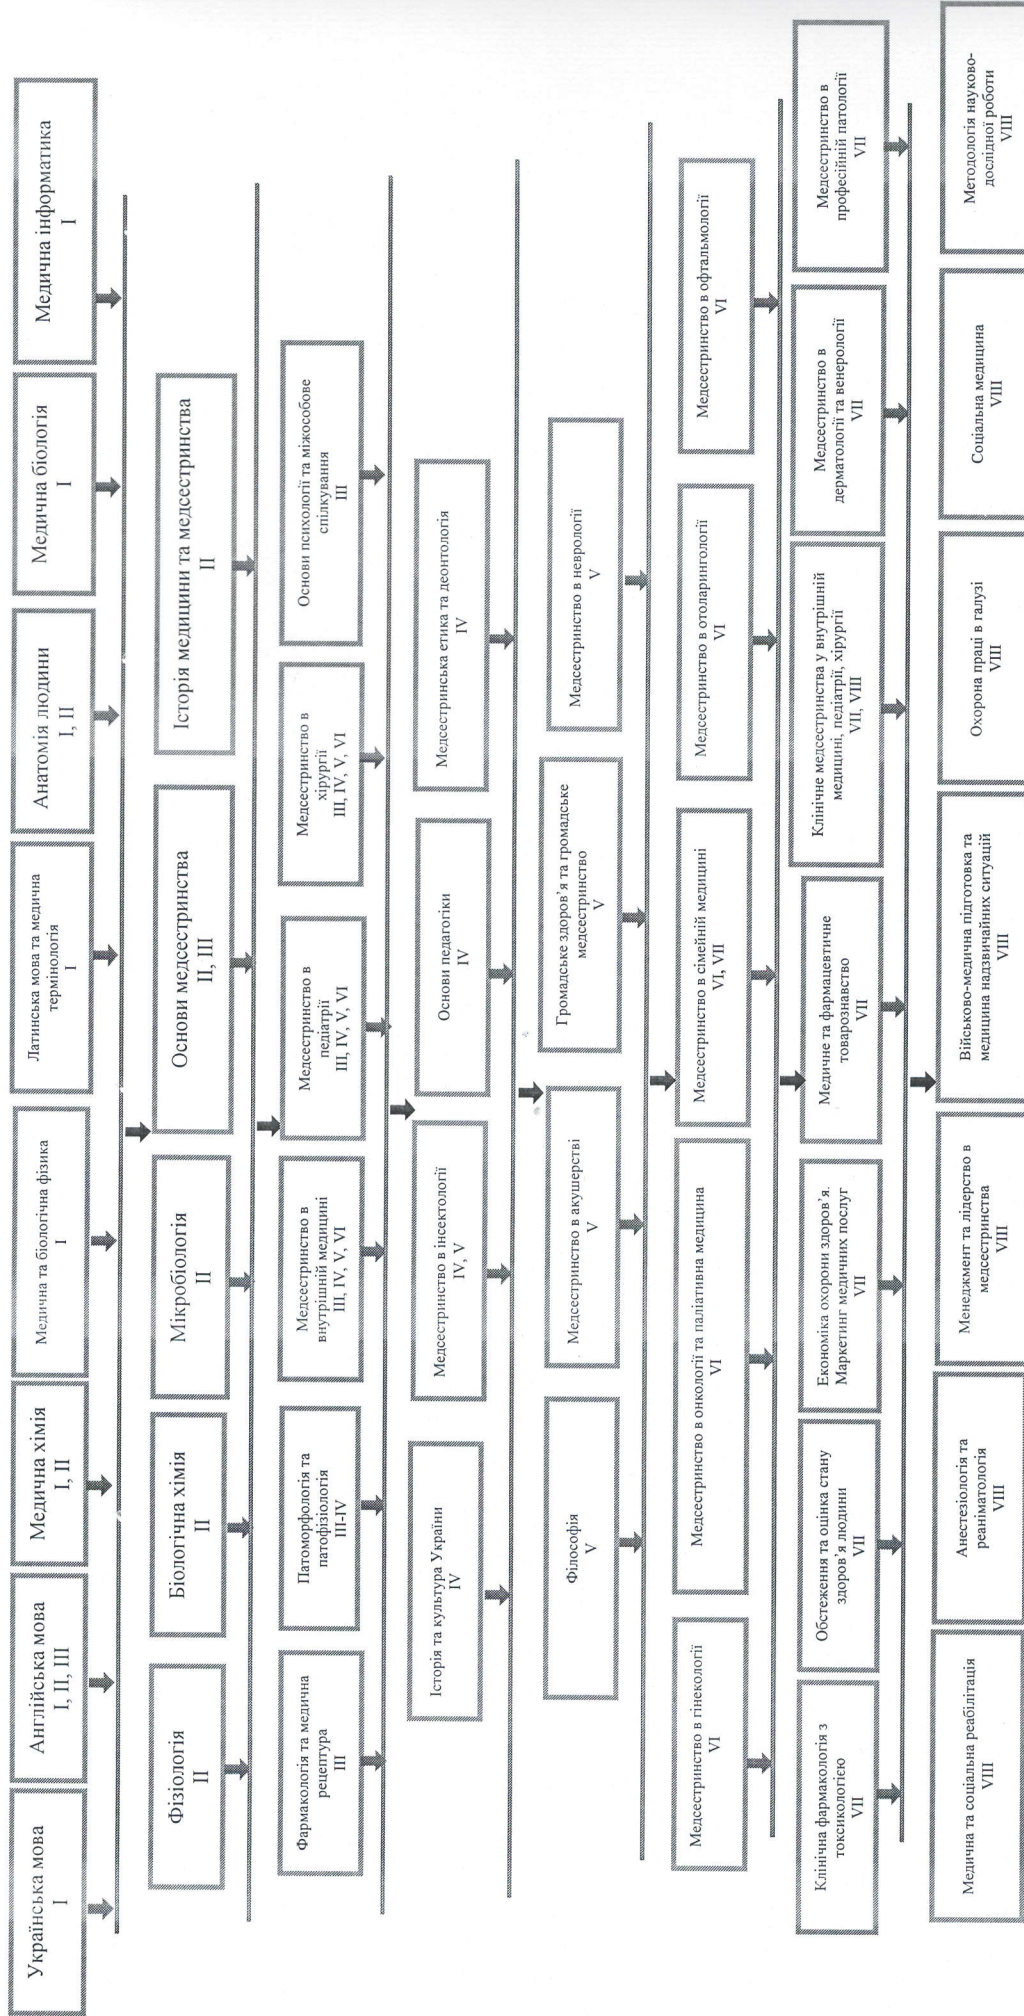 Українська мова
I
Англійська мова
I, II, III
Медична хімія
I, II
Медична та біологічна фізика
I
Латинська мова та медична
термінологія
I
Анатомія людини
I, II
Медична біологія
I
Медична інформатика
I
Фізіологія
II
Біологічна хімія
II
Мікробіологія
II
Основи медсестринства
II, III
Історія медицини та медсестринства
II
Фармакологія та медична
рецептура
III
Патоморфологія та
патофізіологія
III-IV
Медсестринство в
внутрішній медицині
III, IV, V, VI
Медсестринство в
педіатрії
III, IV, V, VI
Медсестринство в
хірургії
III, IV, V, VI
Основи психології та міжособове
спілкування
III
Історія та культура України
IV
Медсестринство в інсектології
IV, V
Основи педагогіки
IV
Медсестринська етика та деонтологія
IV
Філософія
V
Медсестринство в акушерстві
V
Громадське здоров'я та громадське
медсестринство
V
Медсестринство в неврології
V
Медсестринство в гінекології
VI
Медсестринство в онкології та паліативна медицина
VI
Медсестринство в сімейній медицині
VI, VII
Медсестринство в отоларингології
VI
Медсестринство в офтальмології
VI
Клінічна фармакологія з
токсикологією
VII
Обстеження та оцінка стану
здоров'я людини
VII
Економіка охорони здоров'я.
Маркетинг медичних послуг
VII
Медичне та фармацевтичне
товарознавство
VII
Клінічне медсестринства у внутрішній
медицині, педіатрії, хірургії
VII, VIII
Медсестринство в
дерматології та венерології
VII
Медсестринство в
професійній патології
VII
Медична та соціальна реабілітація
VIII
Анестезіологія та
реаніматологія
VIII
Менеджмент та лідерство в
медсестринства
VIII
Військово-медична підготовка та
медицина надзвичайних ситуацій
VIII
Охорона праці в галузі
VIII
Соціальна медицина
VIII
Методологія науково-
дослідної роботи
VIII